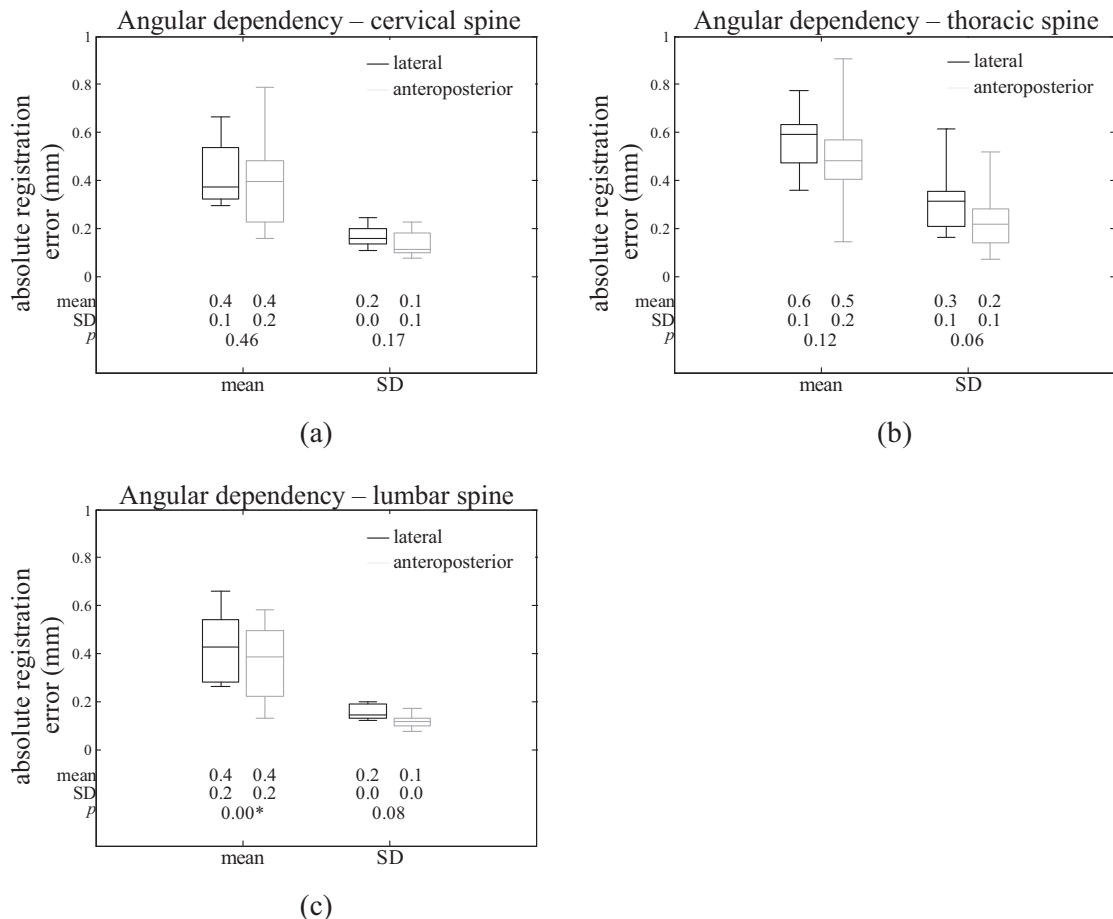 Angular dependency – cervical spine
1
0.8
0.6
0.4
0.2
0
absolute registration
error (mm)
lateral
anteroposterior
mean 0.4 0.4 0.2 0.1
SD 0.1 0.2 0.0 0.1
p 0.46 0.17
mean SD
(a)
Angular dependency – thoracic spine
1
0.8
0.6
0.4
0.2
0
absolute registration
error (mm)
lateral
anteroposterior
mean 0.6 0.5 0.3 0.2
SD 0.1 0.2 0.1 0.1
p 0.12 0.06
mean SD
(b)
Angular dependency – lumbar spine
1
0.8
0.6
0.4
0.2
0
absolute registration
error (mm)
lateral
anteroposterior
mean 0.4 0.4 0.2 0.1
SD 0.2 0.2 0.0 0.0
p 0.00* 0.08
mean SD
(c)